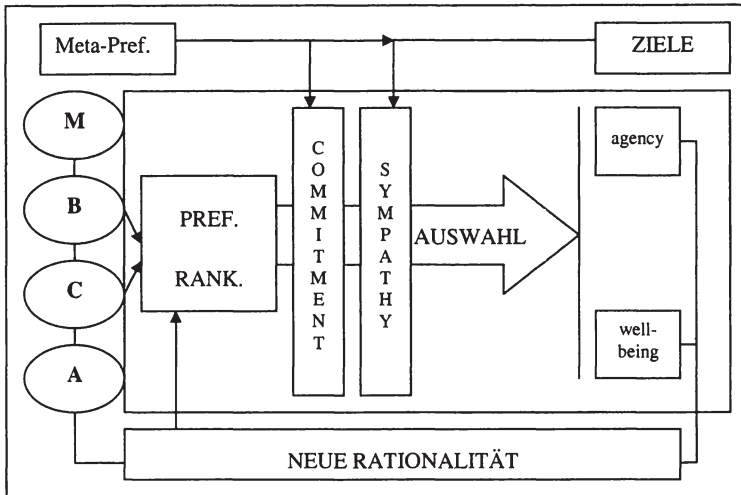 Meta-Pref.
ZIELE
M
B
C
A
PREF.
RANK.
COMMITMENT
SYMPATHY
AUSWAHL
agency
well-
being
NEUE RATIONALITÄT